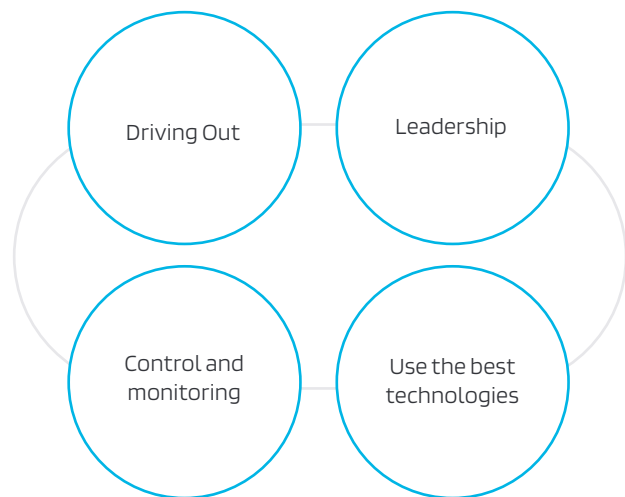 Driving Out
Leadership
Control and
monitoring
Use the best
technologies